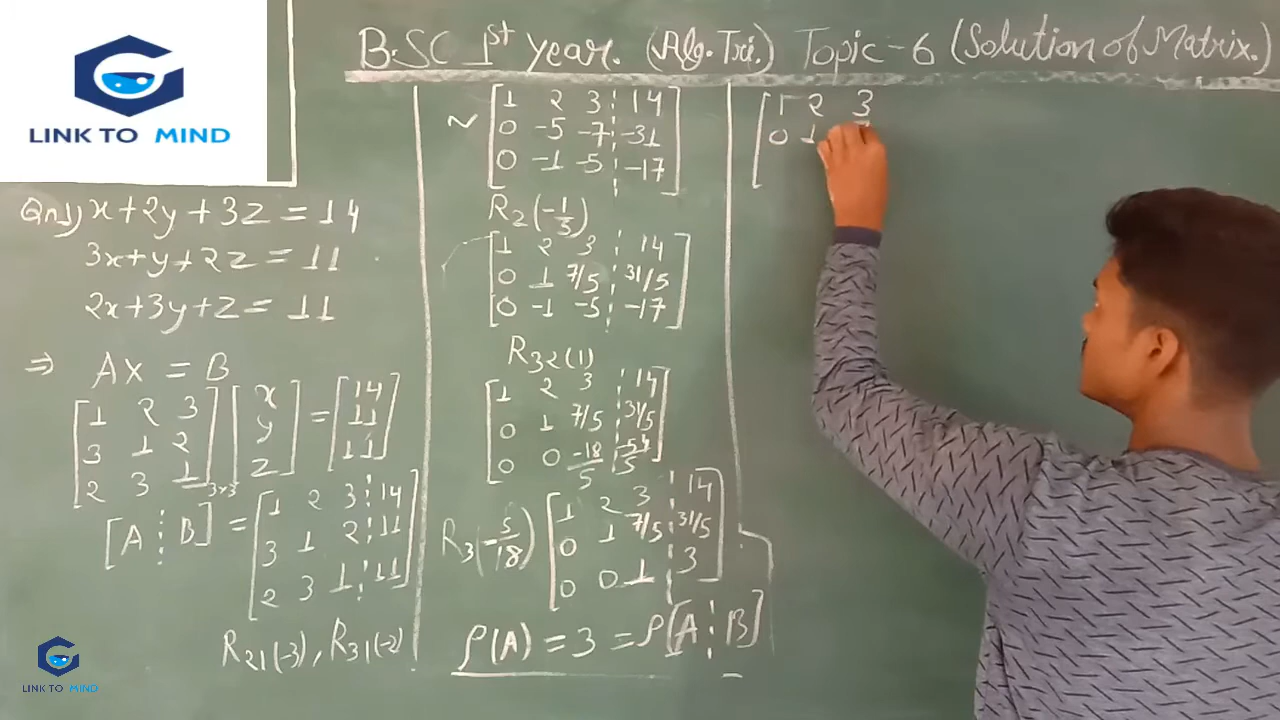 LINK TO MIND
B.SC 1st year. (Alg. Tri.) Topic-6 (Solution of Matrix.)
Qn1) x+2y+3z=14
3x+y+2z=11
2x+3y+z=11
⇒ Ax = B
[1 2 3] [x] = [14]
[3 1 2] [y] [11]
[2 3 1]3×3 [z] [11]
[A ⋮ B] = [1 2 3 ⋮ 14]
[3 1 2 ⋮ 11]
[2 3 1 ⋮ 11]
R21(-3), R31(-2)
~ [1 2 3 ⋮ 14]
[0 -5 -7 ⋮ -31]
[0 -1 -5 ⋮ -17]
R2(-1/5)
[1 2 3 ⋮ 14]
[0 1 7/5 ⋮ 31/5]
[0 -1 -5 ⋮ -17]
R32(1)
[1 2 3 ⋮ 14]
[0 1 7/5 ⋮ 31/5]
[0 0 -18/5 ⋮ -54/5]
R3(-5/18) [1 2 3 ⋮ 14]
[0 1 7/5 ⋮ 31/5]
[0 0 1 ⋮ 3]
ρ(A) = 3 = ρ[A ⋮ B]
[1 2 3
0 1
LINK TO MIND